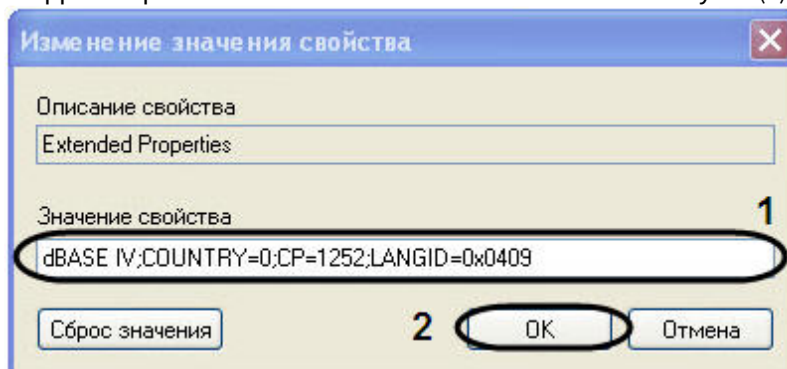 Изменение значения свойства
Описание свойства
Extended Properties
Значение свойства
1
dBASE IV;COUNTRY=0;CP=1252;LANGID=0x0409
Сброс значения 2 OK Отмена